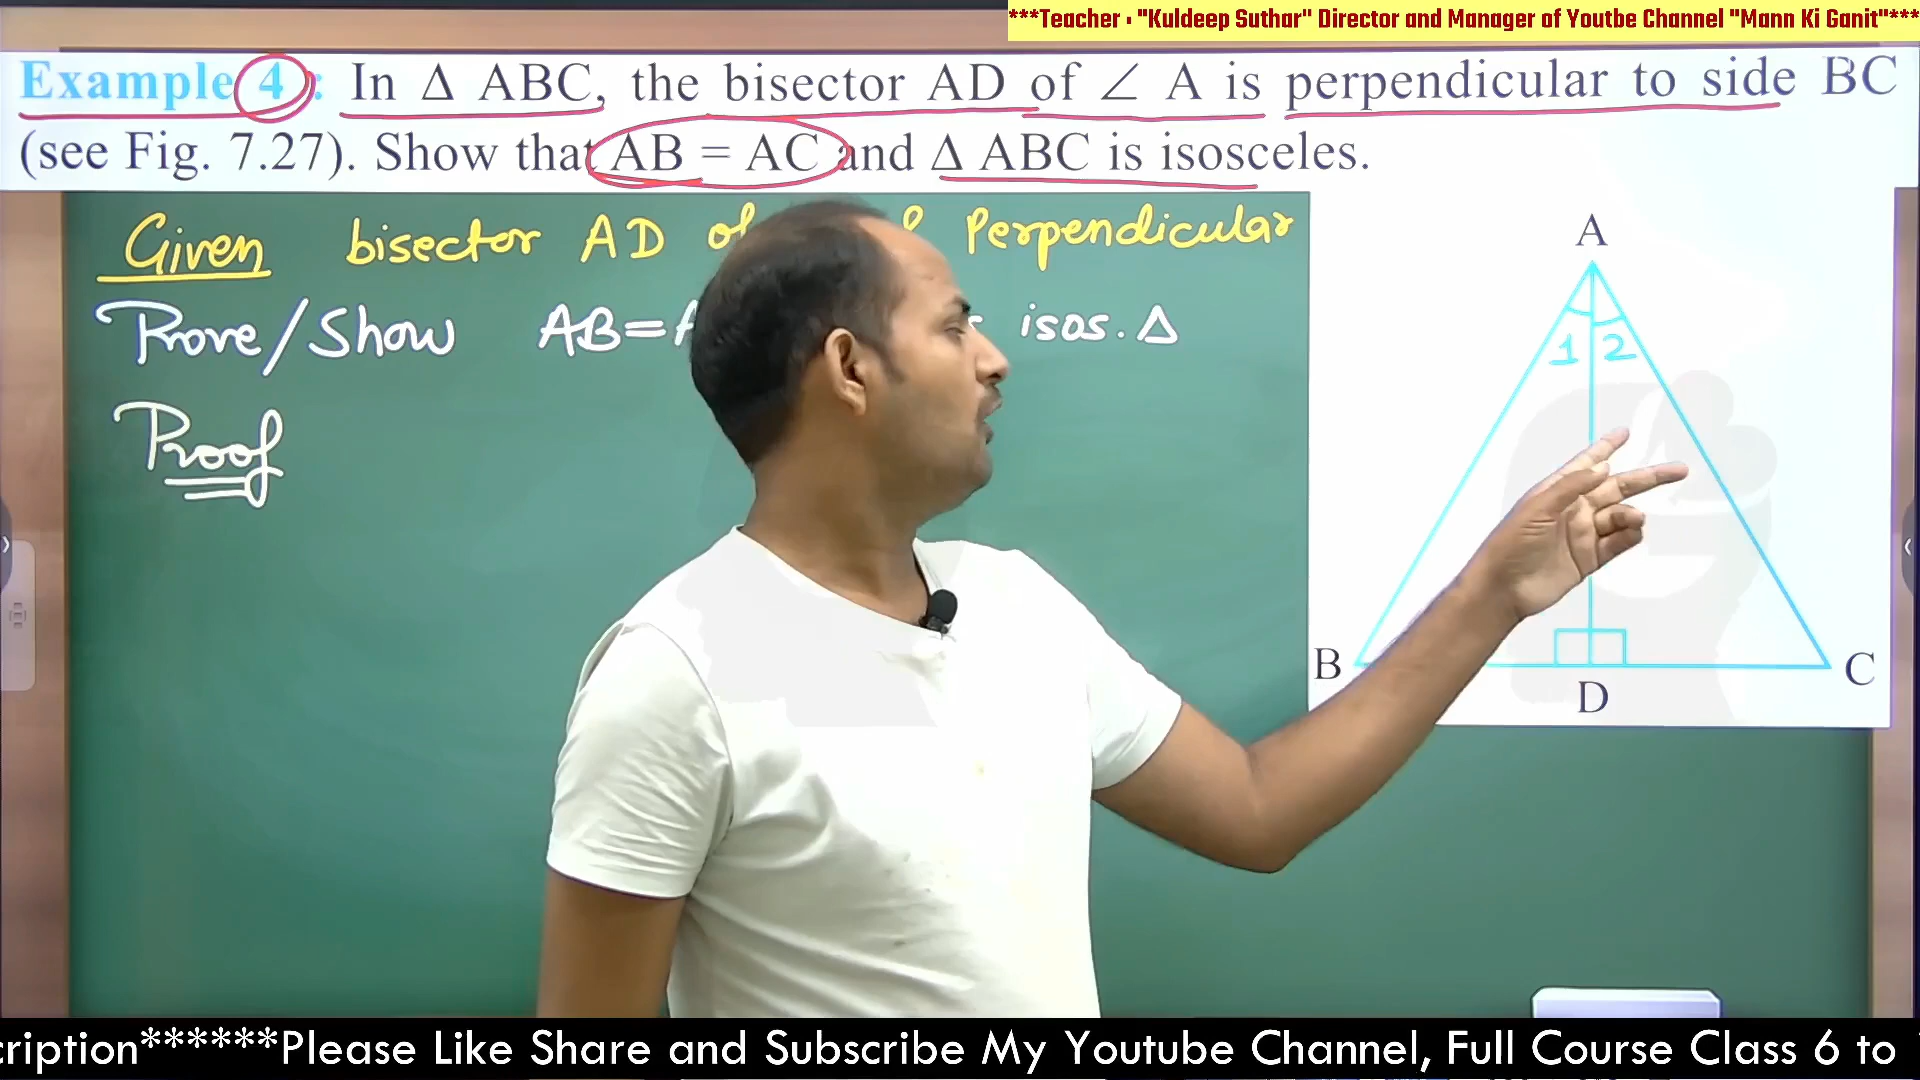 ***Teacher : "Kuldeep Suthar" Director and Manager of Youtbe Channel "Mann Ki Ganit"***
Example 4 : In Δ ABC, the bisector AD of ∠ A is perpendicular to side BC
(see Fig. 7.27). Show that AB = AC and Δ ABC is isosceles.
Given bisector AD of Perpendicular
Prove/Show AB= isos. Δ
Proof
A
1 2
B
C
D
cription******Please Like Share and Subscribe My Youtube Channel, Full Course Class 6 to